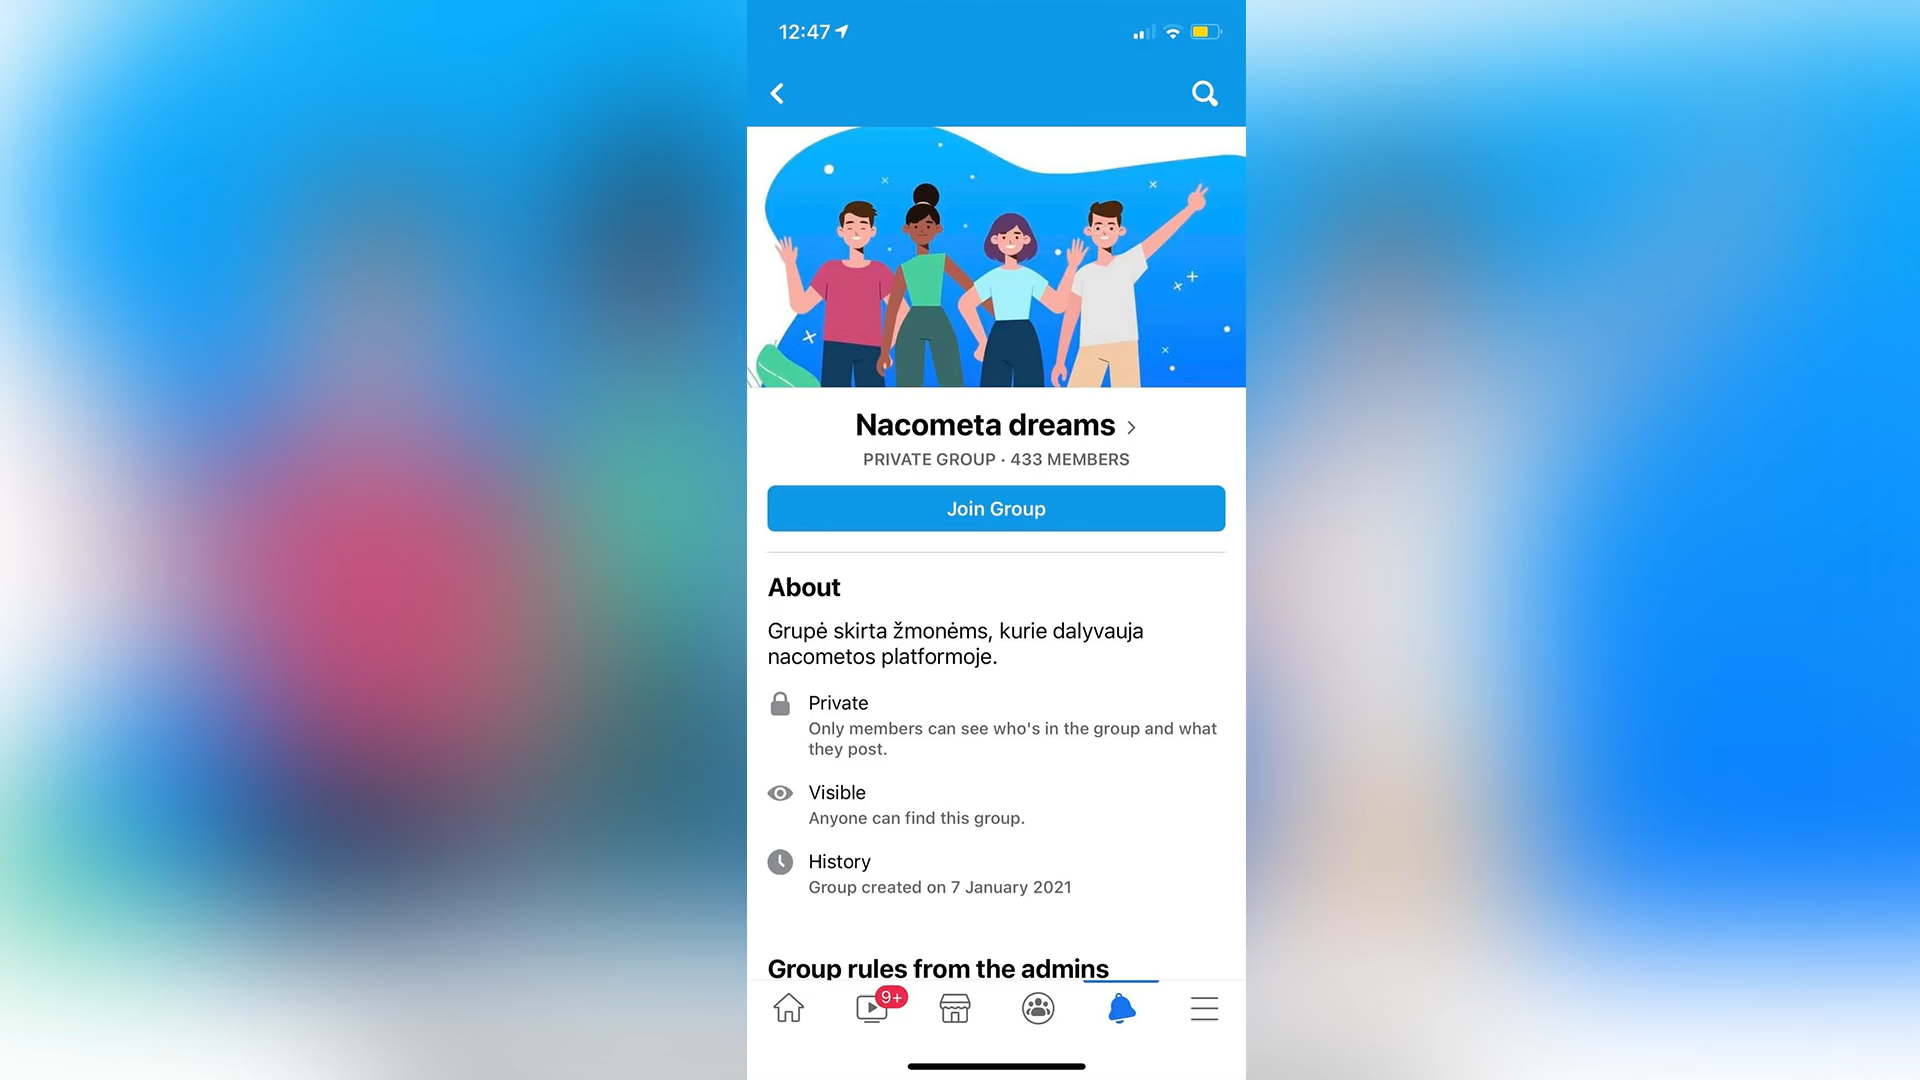 12:47
Nacometa dreams
PRIVATE GROUP · 433 MEMBERS
Join Group
About
Grupė skirta žmonėms, kurie dalyvauja
nacometos platformoje.
Private
Only members can see who's in the group and what
they post.
Visible
Anyone can find this group.
History
Group created on 7 January 2021
Group rules from the admins
9+